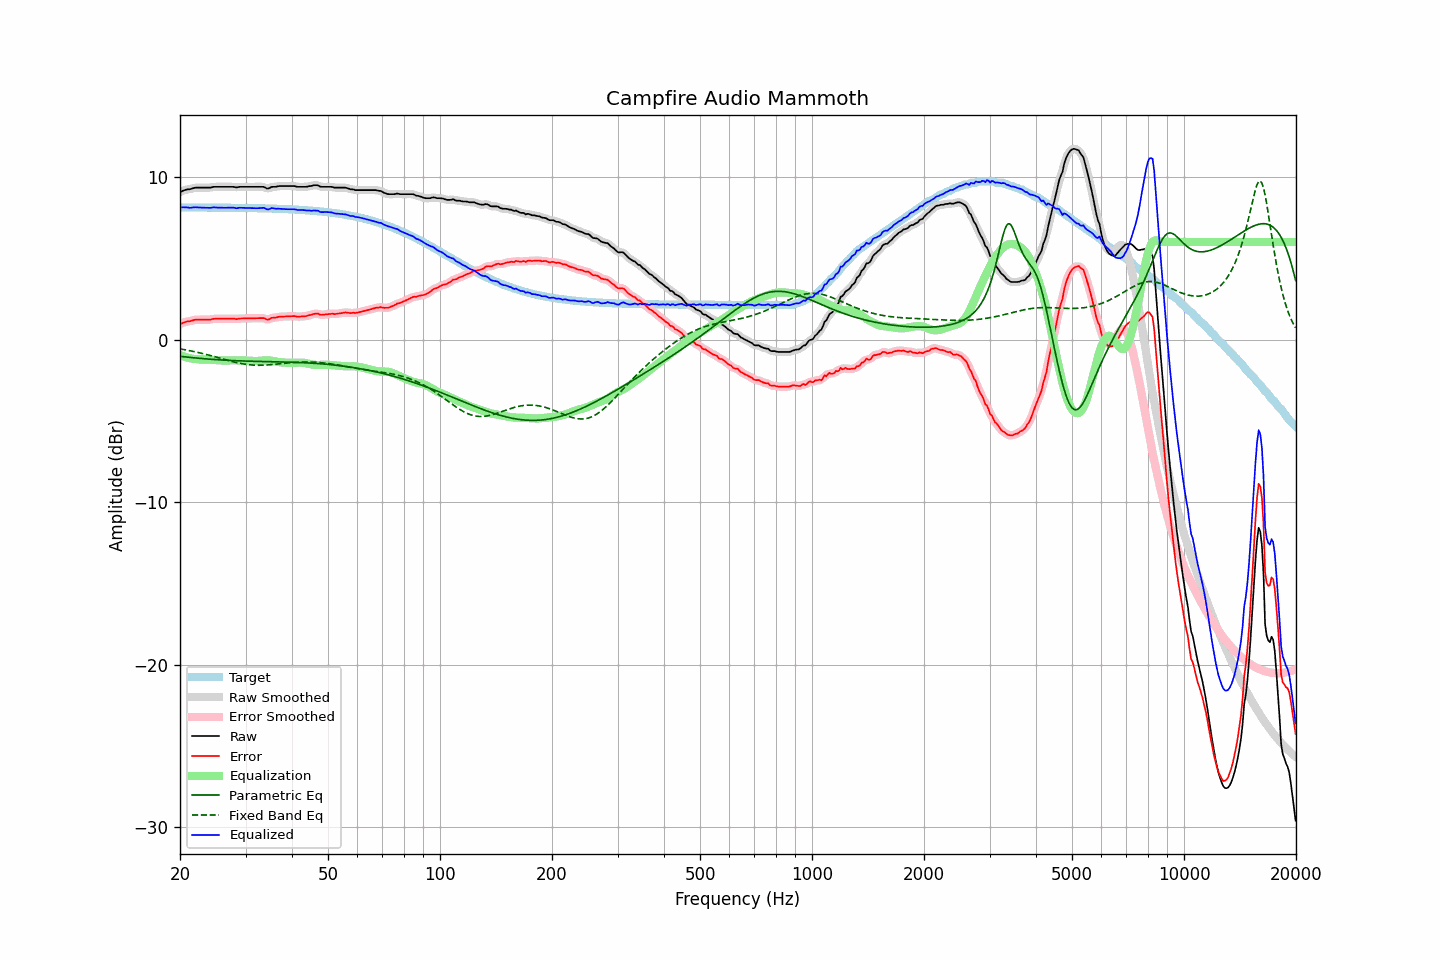 Campfire Audio Mammoth
10
0
−10
−20
−30
Amplitude (dBr)
Target
Raw Smoothed
Error Smoothed
Raw
Error
Equalization
Parametric Eq
Fixed Band Eq
Equalized
20 50 100 200 500 1000 2000 5000 10000 20000
Frequency (Hz)